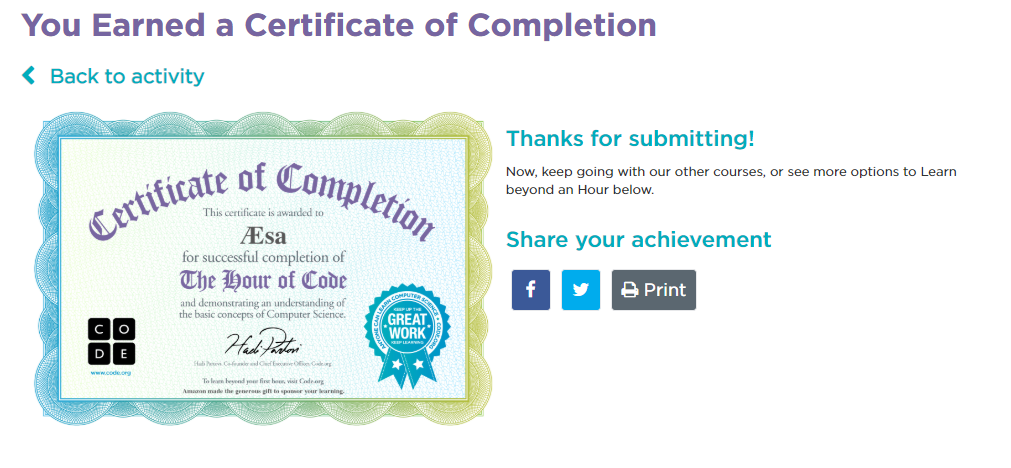 You Earned a Certificate of Completion
Back to activity
Certificate of Completion
This certificate is awarded to
Æsa
for successful completion of
The Hour of Code
and demonstrating an understanding of
the basic concepts of Computer Science.
Hadi Partovi
Hadi Partovi, Co-founder and Chief Executive Officer, Code.org
To learn beyond your first hour, visit Code.org
Amazon made the generous gift to sponsor your learning.
C O
D E
www.code.org
ANYONE CAN LEARN COMPUTER SCIENCE • CODE.ORG •
KEEP UP THE
GREAT
WORK
KEEP LEARNING
Thanks for submitting!
Now, keep going with our other courses, or see more options to Learn
beyond an Hour below.
Share your achievement
f
Print